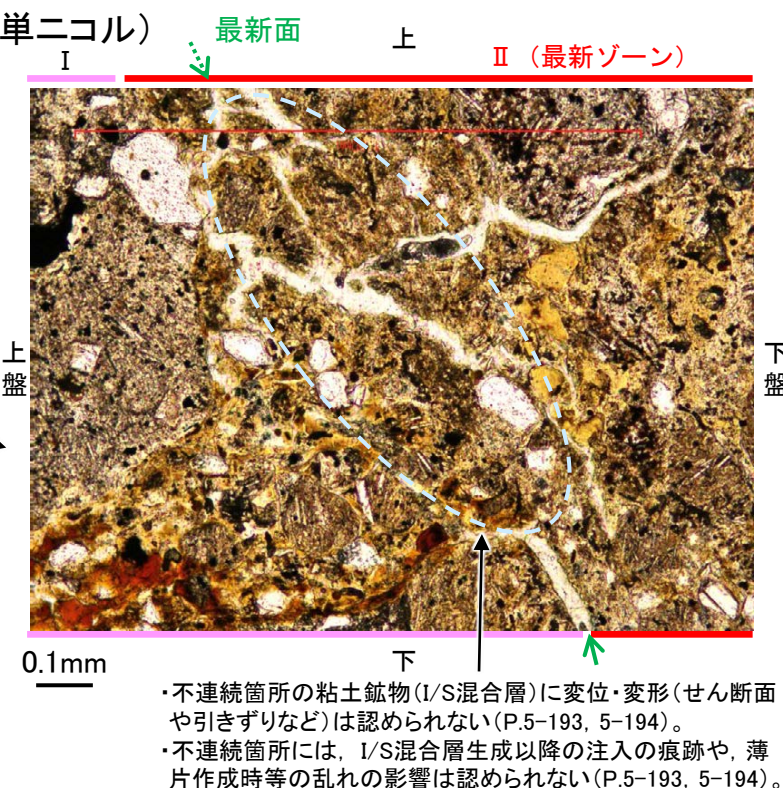 単ニコル）
最新面
上
Ⅰ
Ⅱ （最新ゾーン）
上盤
下盤
0.1mm
下
・不連続箇所の粘土鉱物（I/S混合層）に変位・変形（せん断面
や引きずりなど）は認められない（P.5-193, 5-194）。
・不連続箇所には，I/S混合層生成以降の注入の痕跡や，薄
片作成時等の乱れの影響は認められない（P.5-193, 5-194）。